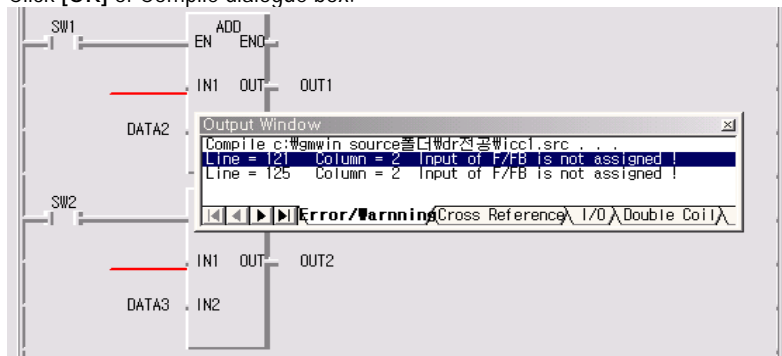 Click [OK] of Compile dialogue box.
SW1
ADD
EN ENO
IN1 OUT OUT1
DATA2
Output Window
Compile c:₩gmwin source폴더₩dr전공₩icc1.src . . .
Line = 121 Column = 2 Input of F/FB is not assigned !
Line = 125 Column = 2 Input of F/FB is not assigned !
Error/Warnning Cross Reference I/O Double Coil
SW2
IN1 OUT OUT2
DATA3 IN2